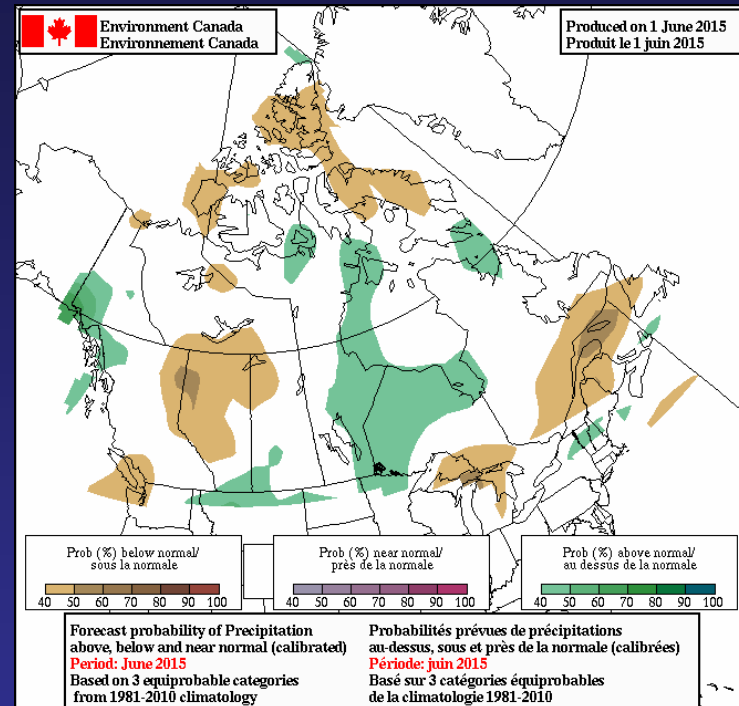 Environment Canada
Environnement Canada
Produced on 1 June 2015
Produit le 1 juin 2015
Prob (%) below normal/
sous la normale
40 50 60 70 80 90 100
Prob (%) near normal/
près de la normale
40 50 60 70 80 90 100
Prob (%) above normal/
au dessus de la normale
40 50 60 70 80 90 100
Forecast probability of Precipitation
above, below and near normal (calibrated)
Period: June 2015
Based on 3 equiprobable categories
from 1981-2010 climatology
Probabilités prévues de précipitations
au-dessus, sous et près de la normale (calibrées)
Période: juin 2015
Basé sur 3 catégories équiprobables
de la climatologie 1981-2010